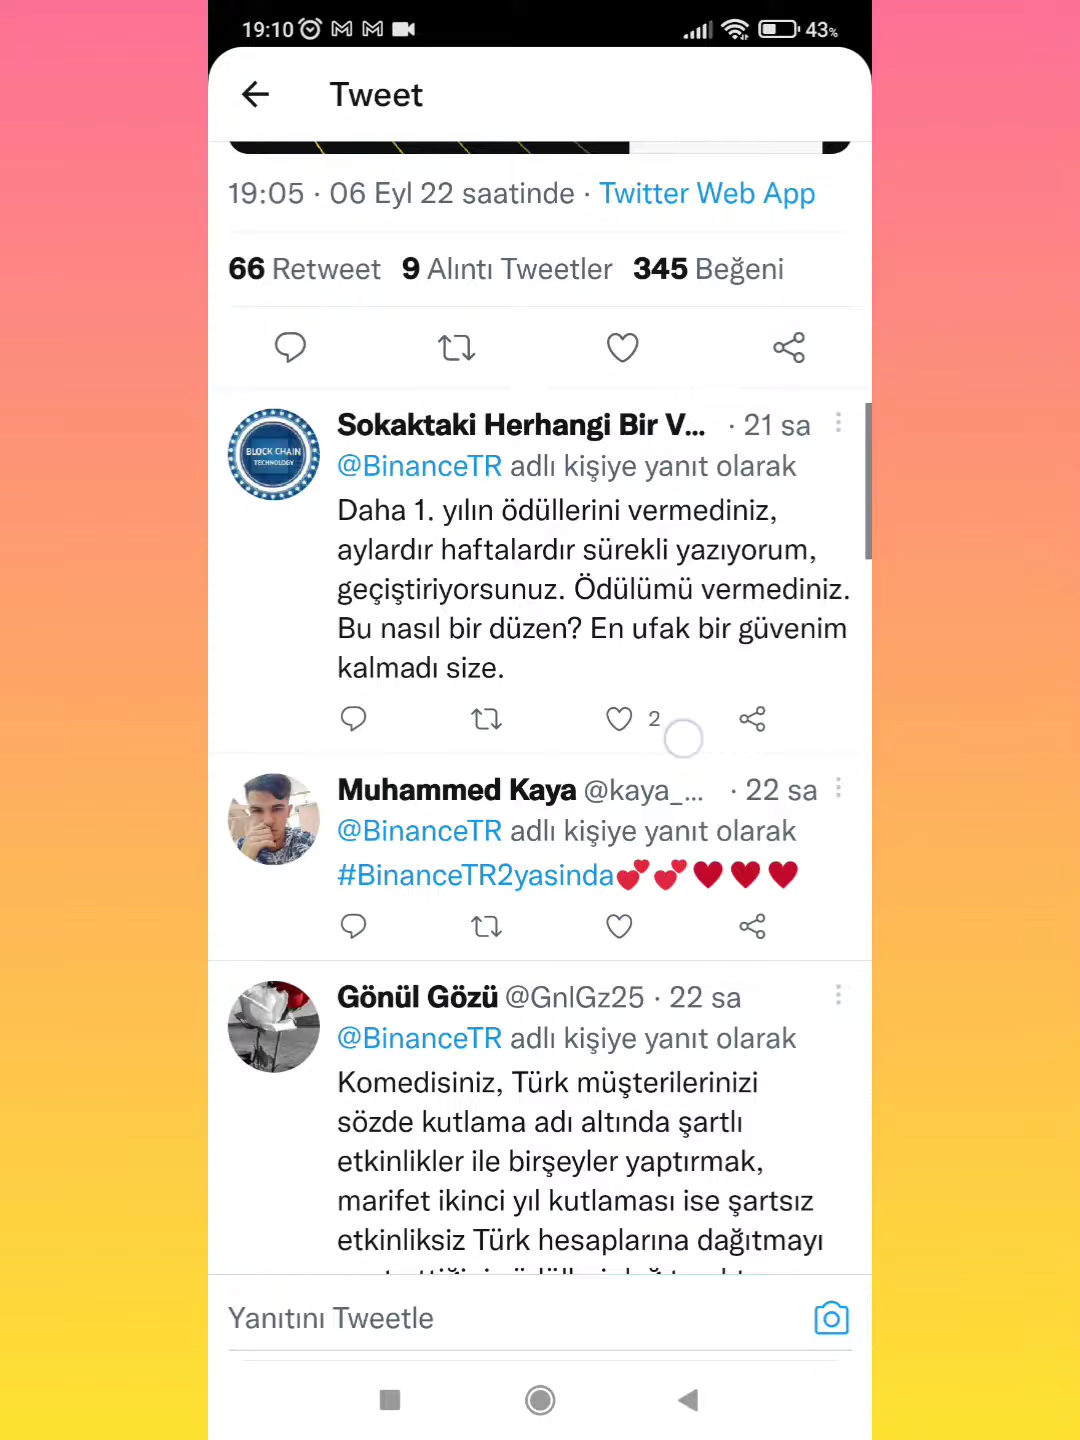 19:10
43%
Tweet
19:05 · 06 Eyl 22 saatinde · Twitter Web App
66 Retweet 9 Alıntı Tweetler 345 Beğeni
BLOCK CHAIN
TECHNOLOGY
Sokaktaki Herhangi Bir V... · 21 sa
@BinanceTR adlı kişiye yanıt olarak
Daha 1. yılın ödüllerini vermediniz,
aylardır haftalardır sürekli yazıyorum,
geçiştiriyorsunuz. Ödülümü vermediniz.
Bu nasıl bir düzen? En ufak bir güvenim
kalmadı size.
2
Muhammed Kaya @kaya_... · 22 sa
@BinanceTR adlı kişiye yanıt olarak
#BinanceTR2yasinda💕💕♥♥♥
Gönül Gözü @GnlGz25 · 22 sa
@BinanceTR adlı kişiye yanıt olarak
Komedisiniz, Türk müşterilerinizi
sözde kutlama adı altında şartlı
etkinlikler ile birşeyler yaptırmak,
marifet ikinci yıl kutlaması ise şartsız
etkinliksiz Türk hesaplarına dağıtmayı
Yanıtını Tweetle